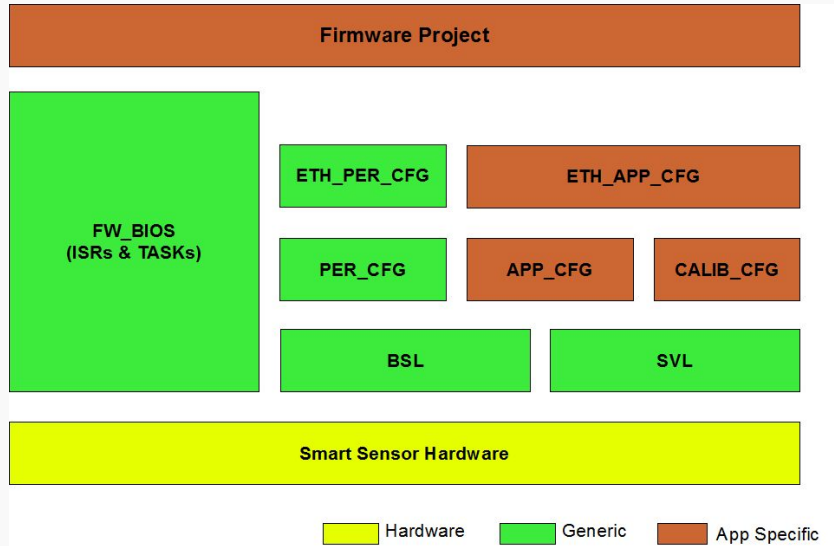 Firmware Project
ETH_PER_CFG
ETH_APP_CFG
FW_BIOS
(ISRs & TASKs)
PER_CFG
APP_CFG
CALIB_CFG
BSL
SVL
Smart Sensor Hardware
Hardware
Generic
App Specific